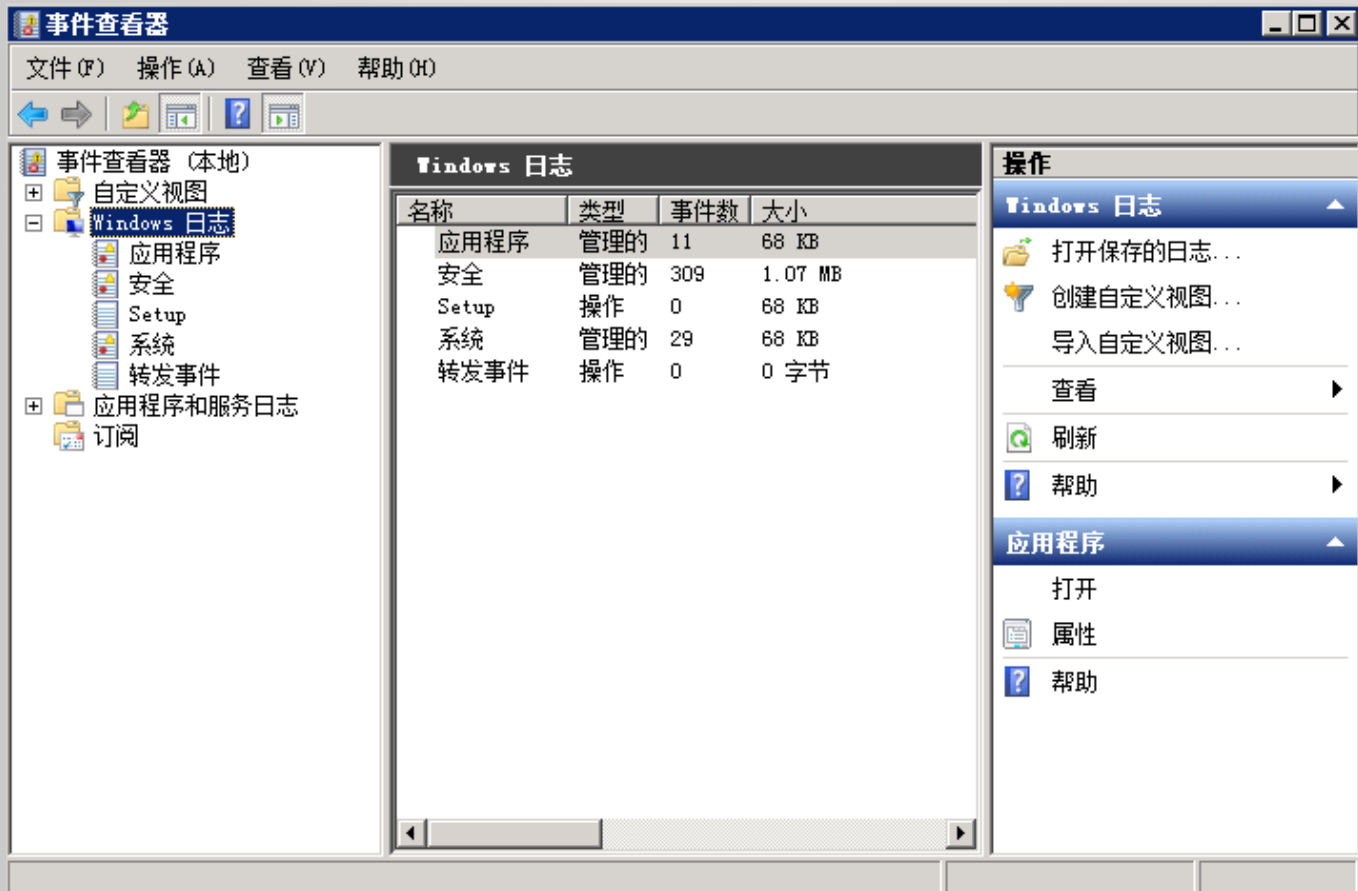 事件查看器
文件(F) 操作(A) 查看(V) 帮助(H)
事件查看器 (本地)
自定义视图
Windows 日志
应用程序
安全
Setup
系统
转发事件
应用程序和服务日志
订阅
Windows 日志
名称 类型 事件数 大小
应用程序 管理的 11 68 KB
安全 管理的 309 1.07 MB
Setup 操作 0 68 KB
系统 管理的 29 68 KB
转发事件 操作 0 0 字节
操作
Windows 日志
打开保存的日志...
创建自定义视图...
导入自定义视图...
查看
刷新
帮助
应用程序
打开
属性
帮助